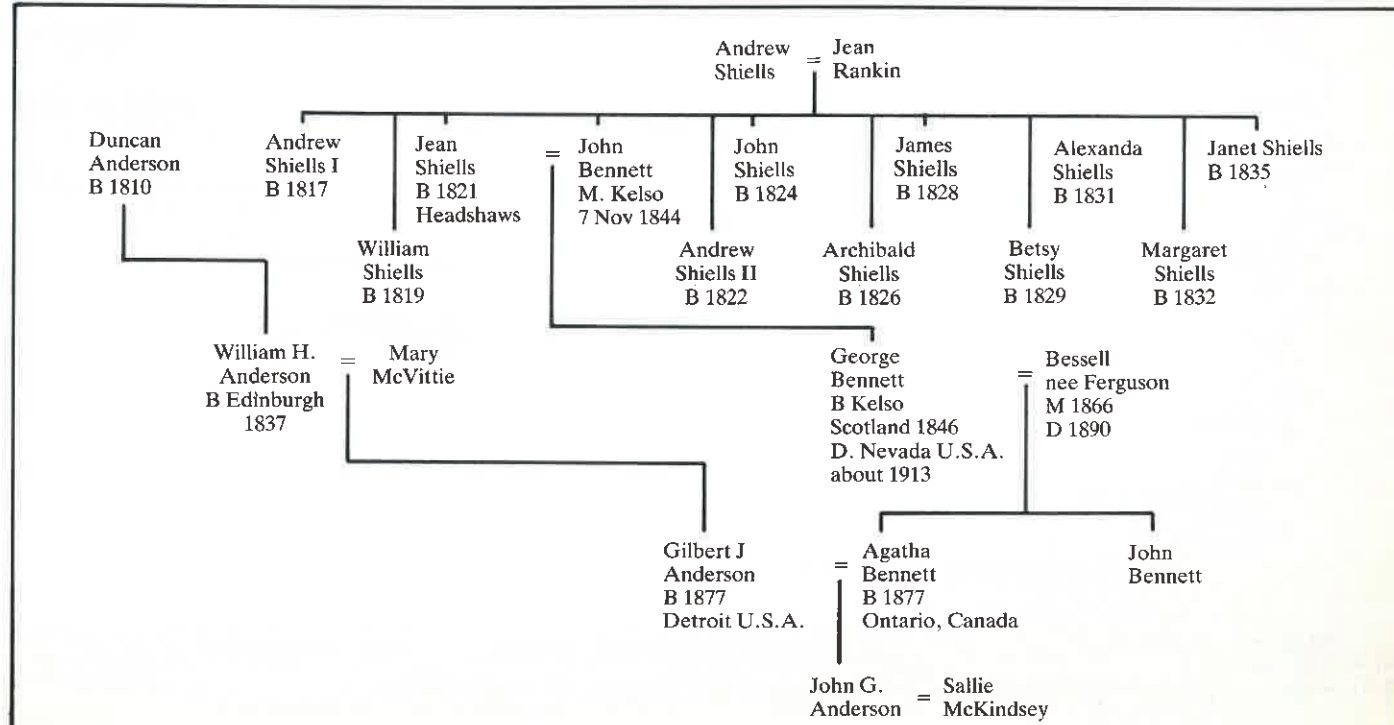 Andrew
Shiells
=
Jean
Rankin
Duncan
Anderson
B 1810
Andrew
Shiells I
B 1817
Jean
Shiells
B 1821
Headshaws
=
John
Bennett
M. Kelso
7 Nov 1844
John
Shiells
B 1824
James
Shiells
B 1828
Alexanda
Shiells
B 1831
Janet Shiells
B 1835
William
Shiells
B 1819
Andrew
Shiells II
B 1822
Archibald
Shiells
B 1826
Betsy
Shiells
B 1829
Margaret
Shiells
B 1832
William H.
Anderson
B Edinburgh
1837
=
Mary
McVittie
George
Bennett
B Kelso
Scotland 1846
D. Nevada U.S.A.
about 1913
=
Bessell
nee Ferguson
M 1866
D 1890
Gilbert J
Anderson
B 1877
Detroit U.S.A.
=
Agatha
Bennett
B 1877
Ontario, Canada
John
Bennett
John G.
Anderson
=
Sallie
McKindsey